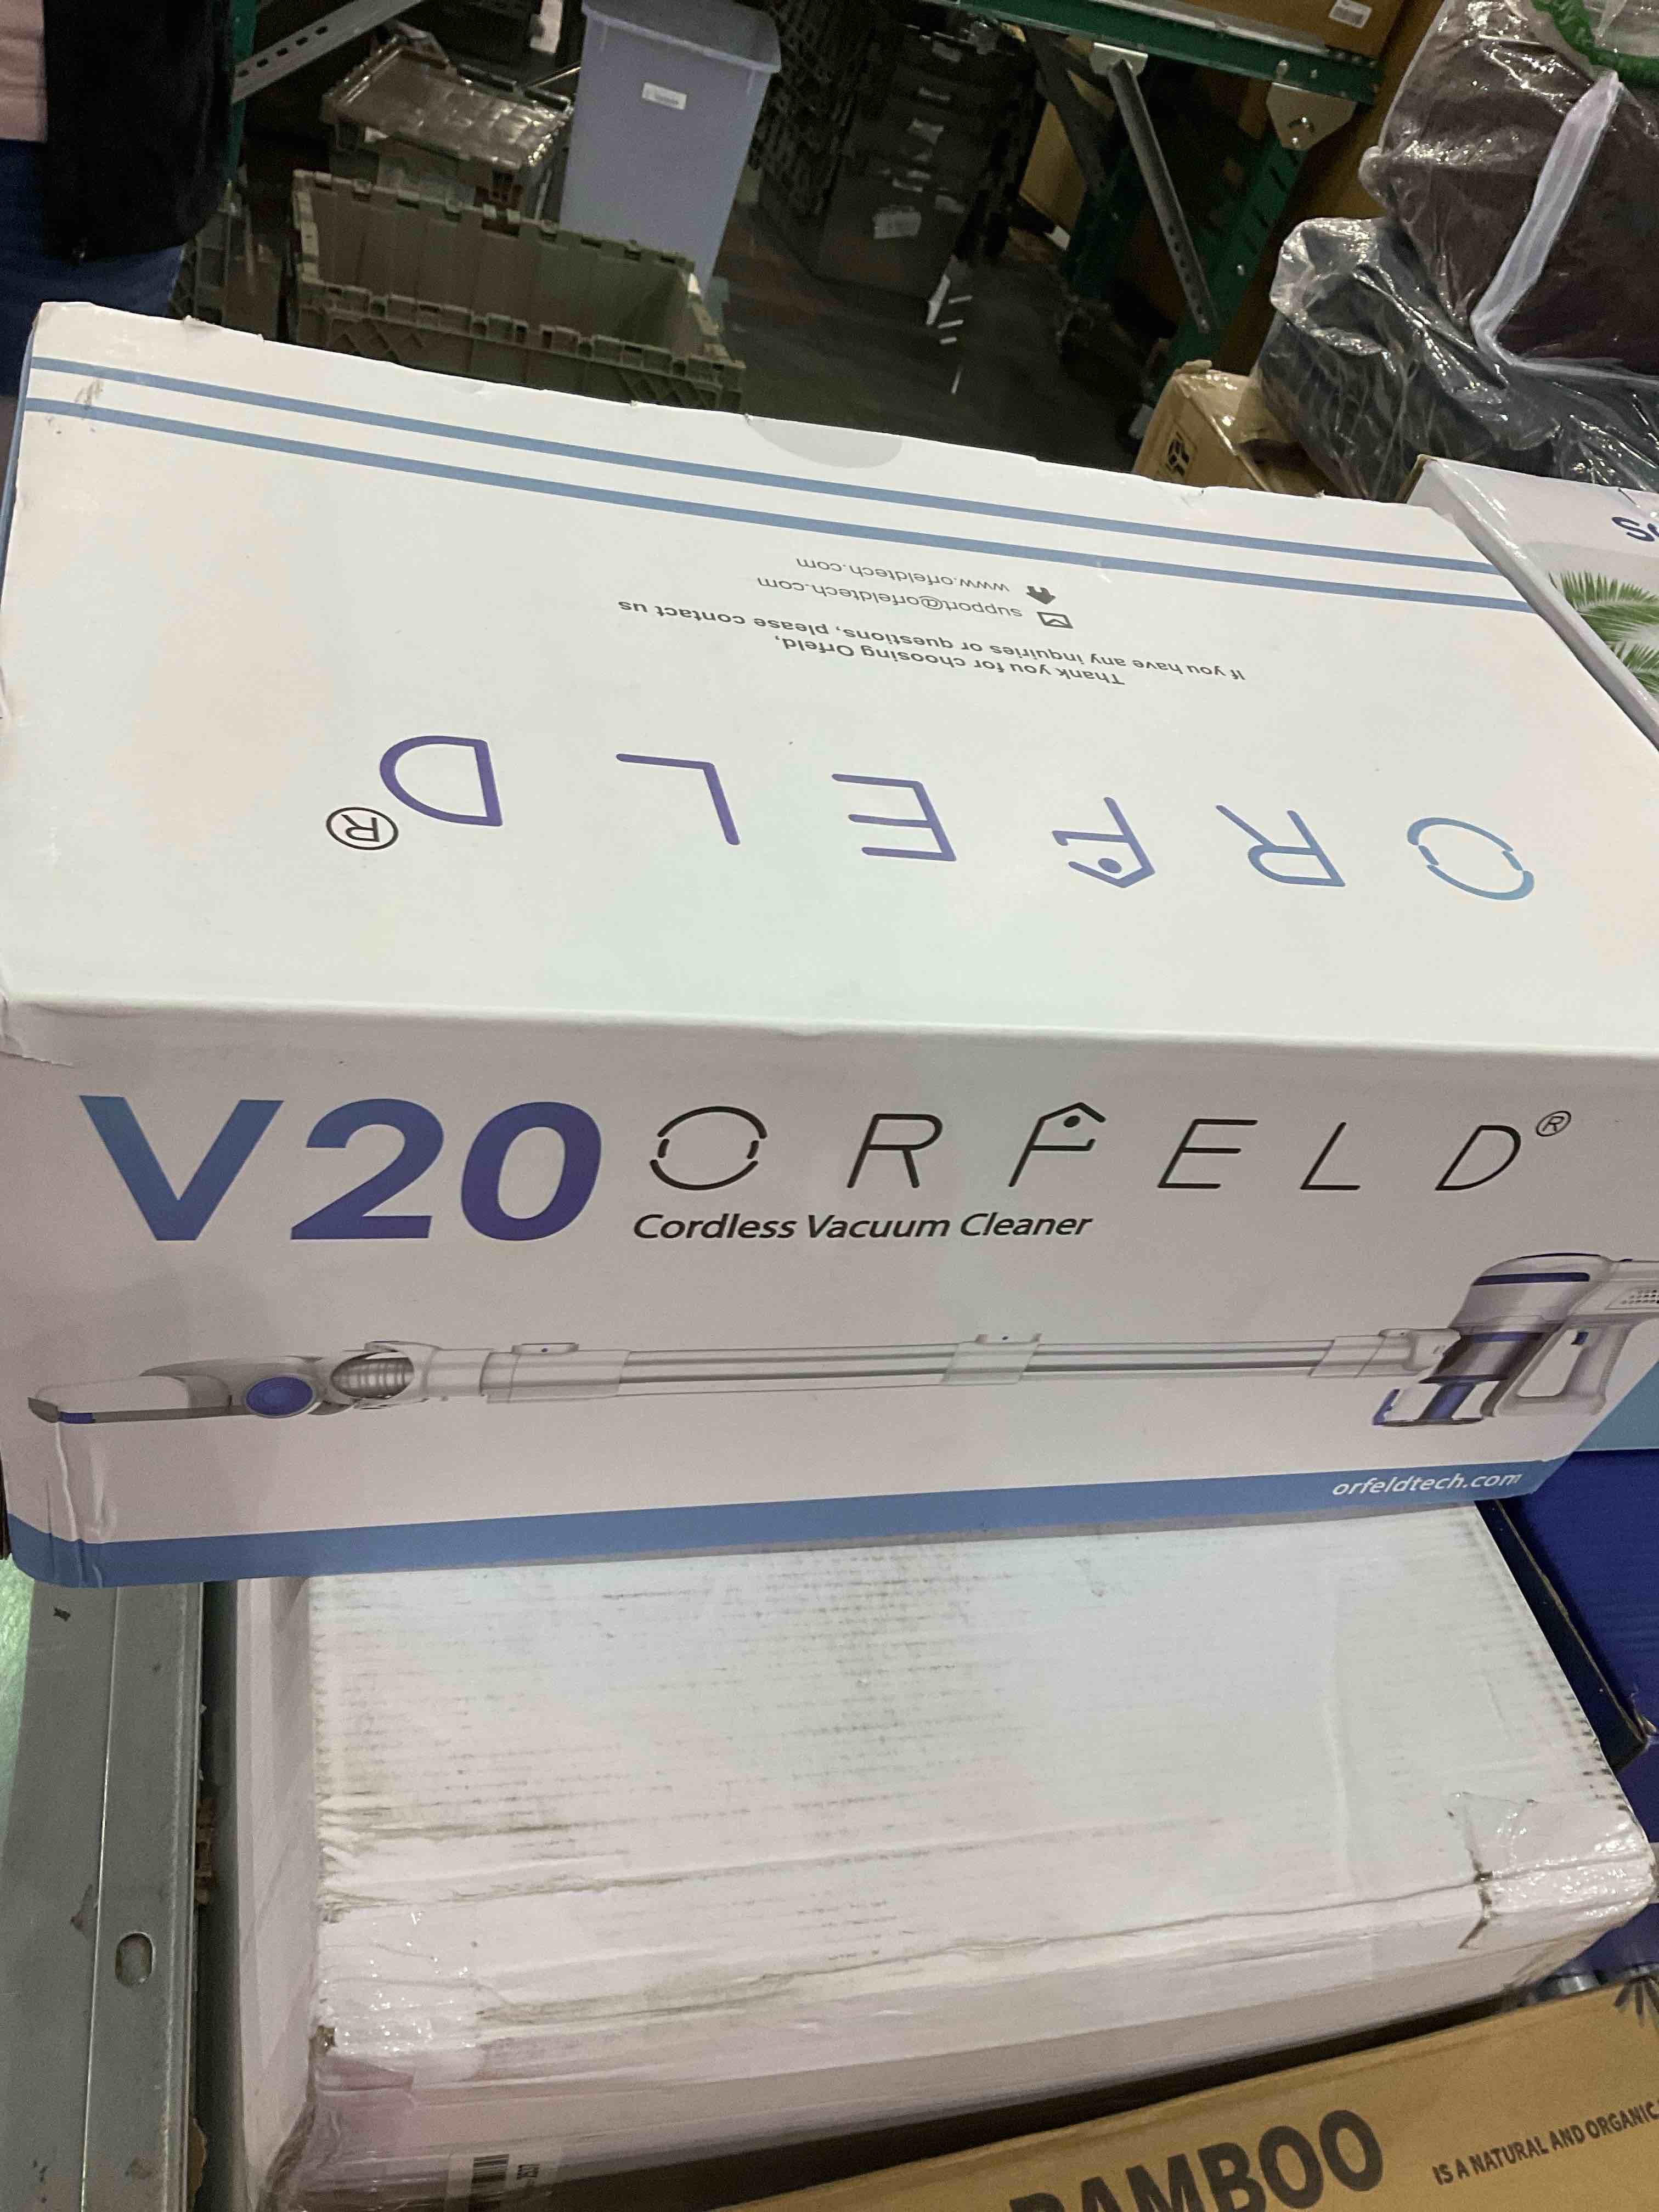 ORFELD®
Thank you for choosing Orfeld,
If you have any inquiries or questions, please contact us
support@orfeldtech.com
www.orfeldtech.com
V20 ORFELD®
Cordless Vacuum Cleaner
orfeldtech.com
BAMBOO
IS A NATURAL AND ORGANIC